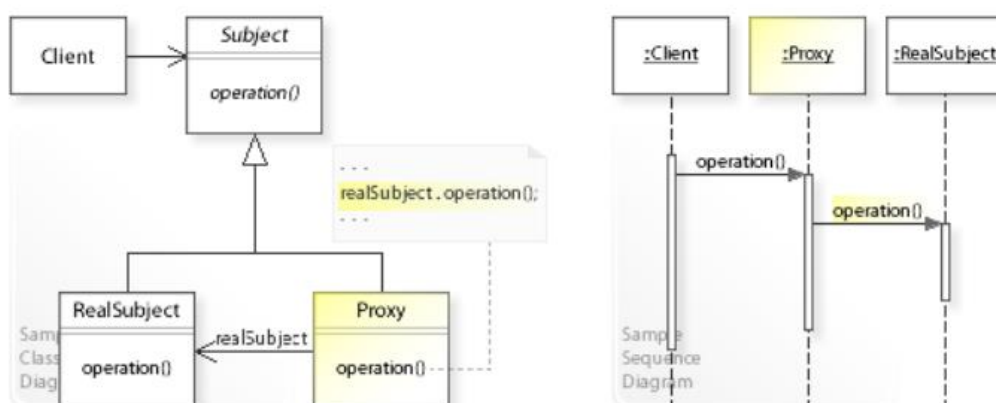 Client
Subject
operation()
. . .
realSubject.operation();
. . .
RealSubject
operation()
realSubject
Proxy
operation()
Sample
Class
Diagram
:Client
:Proxy
:RealSubject
operation()
operation()
Sample
Sequence
Diagram